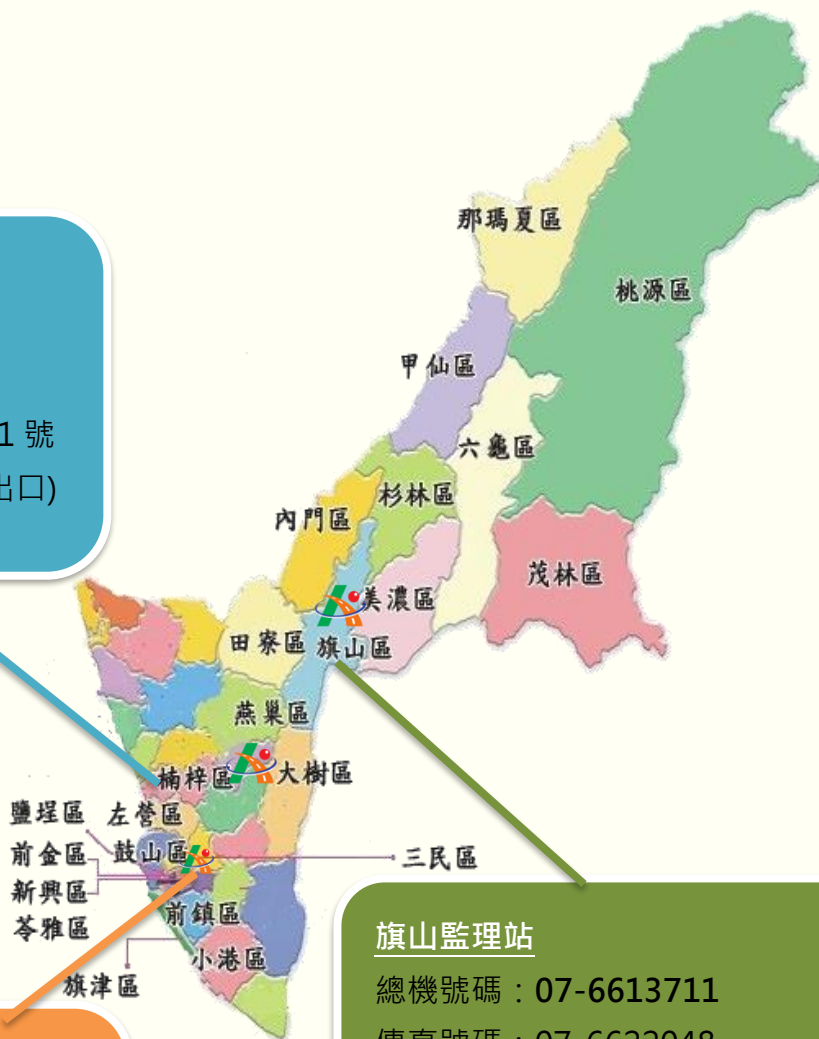 那瑪夏區
桃源區
甲仙區
六龜區
1 號
出口)
杉林區
內門區
茂林區
美濃區
田寮區
旗山區
燕巢區
楠梓區
大樹區
鹽埕區
左營區
前金區
鼓山區
三民區
新興區
苓雅區
前鎮區
小港區
旗津區
旗山監理站
總機號碼：07-6613711